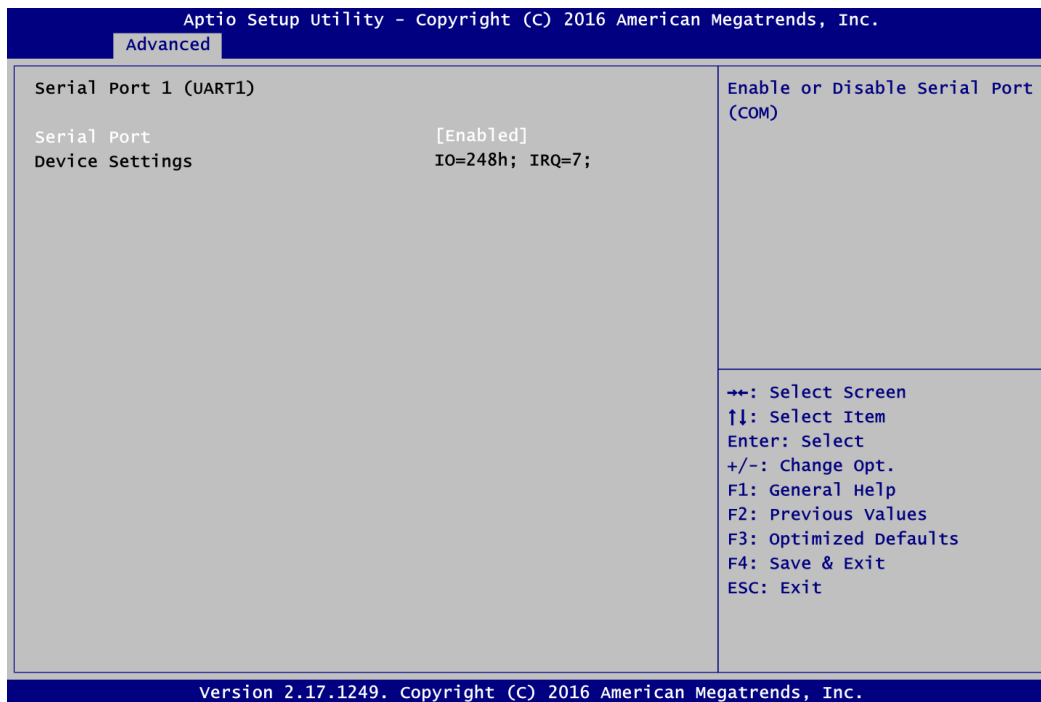 Aptio Setup Utility – Copyright (C) 2016 American Megatrends, Inc.
Advanced
Serial Port 1 (UART1)
Serial Port [Enabled]
Device Settings IO=248h; IRQ=7;
Enable or Disable Serial Port
(COM)
→←: Select Screen
↑↓: Select Item
Enter: Select
+/-: Change Opt.
F1: General Help
F2: Previous Values
F3: Optimized Defaults
F4: Save & Exit
ESC: Exit
Version 2.17.1249. Copyright (C) 2016 American Megatrends, Inc.